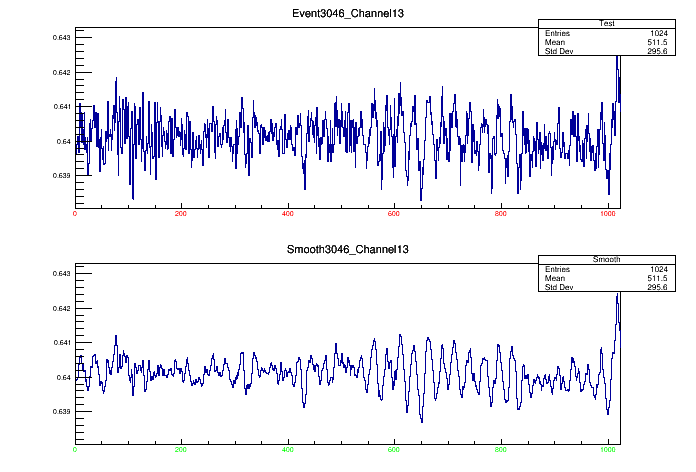 Event3046_Channel13
Test
Entries 1024
Mean 511.5
Std Dev 295.6
0.643
0.642
0.641
0.64
0.639
0 200 400 600 800 1000
Smooth3046_Channel13
Smooth
Entries 1024
Mean 511.5
Std Dev 295.6
0.643
0.642
0.641
0.64
0.639
0 200 400 600 800 1000